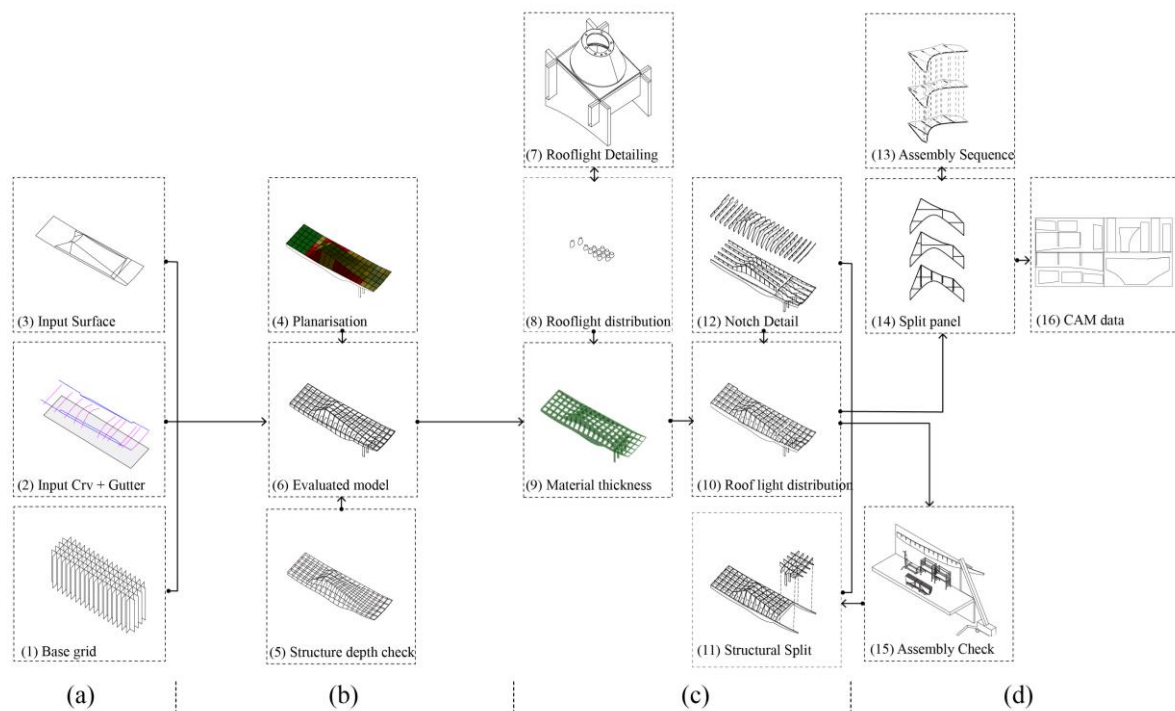 (7) Rooflight Detailing
(13) Assembly Sequence
(3) Input Surface
(4) Planarisation
(8) Rooflight distribution
(12) Notch Detail
(14) Split panel
(16) CAM data
(2) Input Crv + Gutter
(6) Evaluated model
(9) Material thickness
(10) Roof light distribution
(1) Base grid
(5) Structure depth check
(11) Structural Split
(15) Assembly Check
(a)
(b)
(c)
(d)